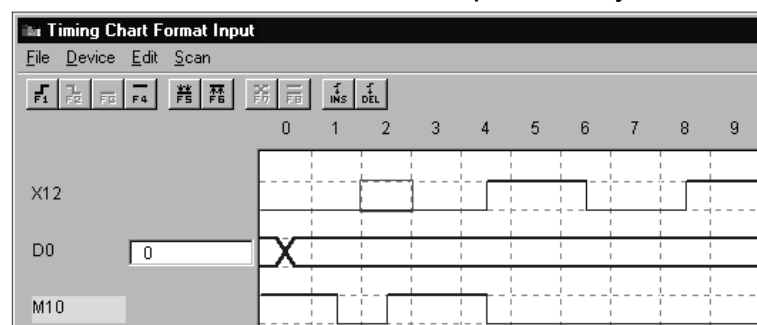 Timing Chart Format Input
File Device Edit Scan
F1 F2 F3 F4 F5 F6 F7 F8 INS DEL
0 1 2 3 4 5 6 7 8 9
X12
D0 0
M10